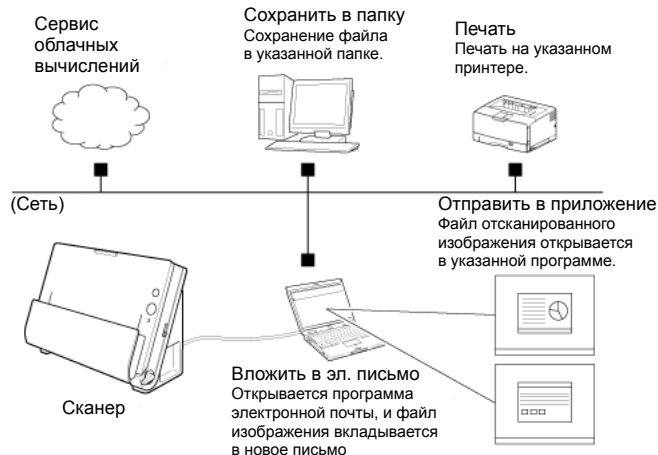 Сервис
облачных
вычислений
Сохранить в папку
Сохранение файла
в указанной папке.
Печать
Печать на указанном
принтере.
(Сеть)
Отправить в приложение
Файл отсканированного
изображения открывается
в указанной программе.
Сканер
Вложить в эл. письмо
Открывается программа
электронной почты, и файл
изображения вкладывается
в новое письмо